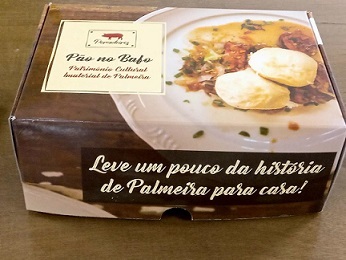 Pão no Bafo
Patrimônio Cultural
Imaterial de Palmeira
Leve um pouco da história
de Palmeira para casa!